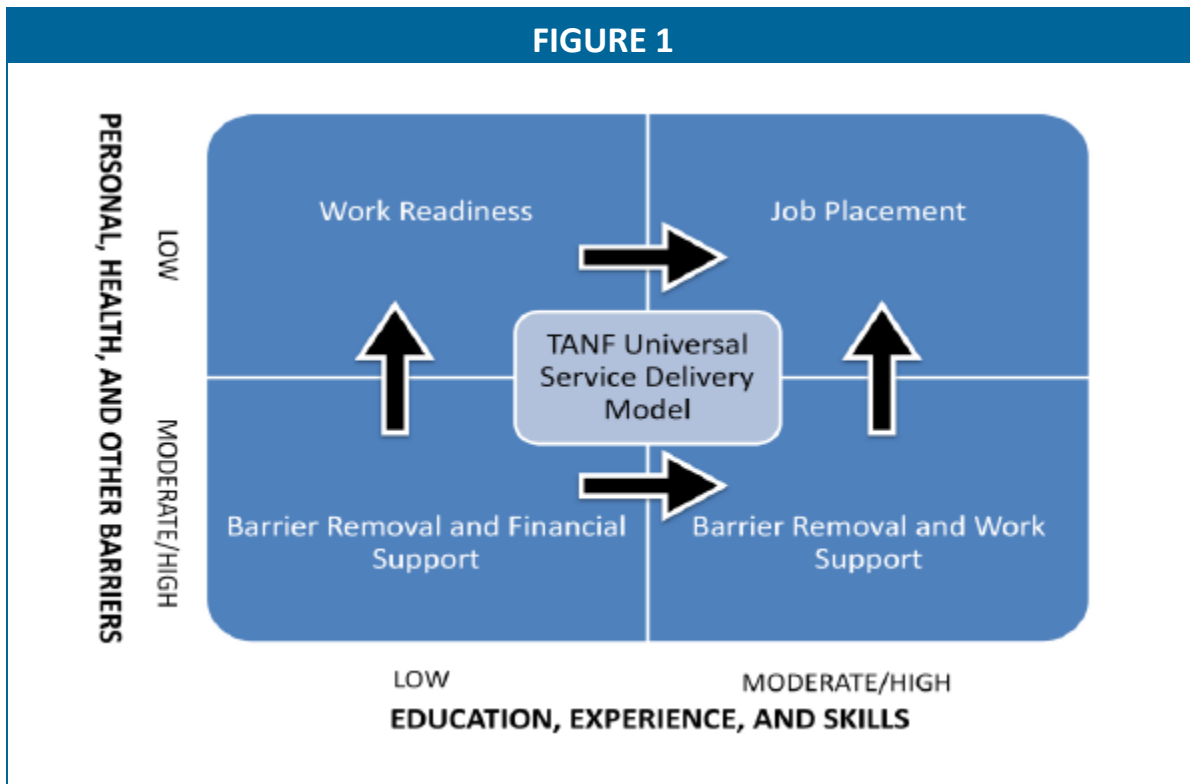 FIGURE 1
PERSONAL, HEALTH, AND OTHER BARRIERS
LOW
MODERATE/HIGH
Work Readiness
Job Placement
TANF Universal
Service Delivery
Model
Barrier Removal and Financial
Support
Barrier Removal and Work
Support
LOW
MODERATE/HIGH
EDUCATION, EXPERIENCE, AND SKILLS